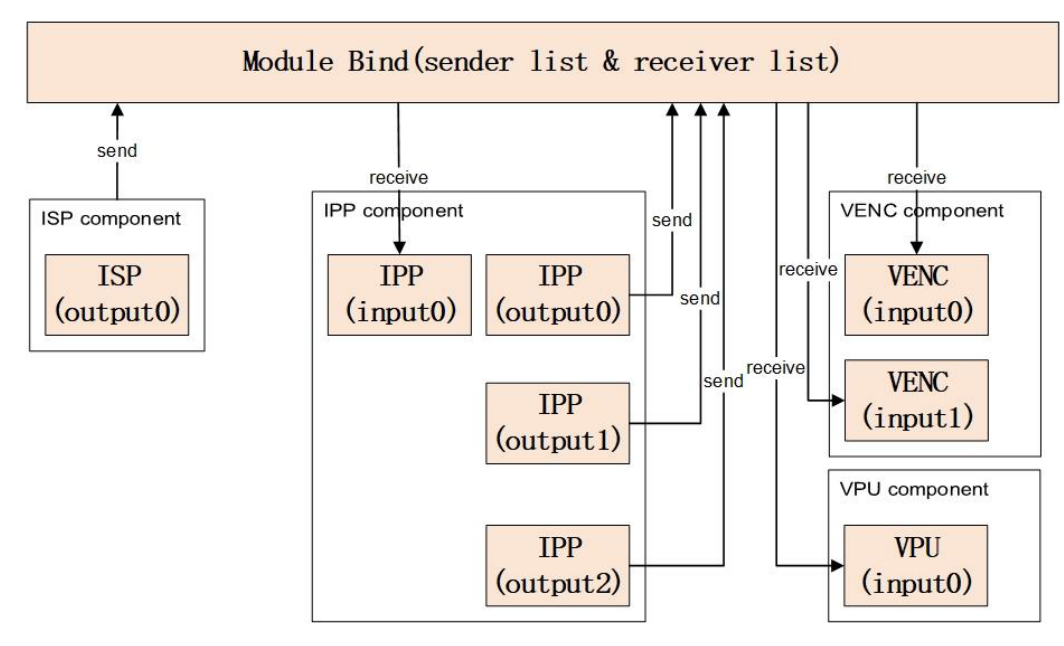 Module Bind(sender list & receiver list)
send
receive
ISP component
ISP
(output0)
IPP component
IPP
(input0)
IPP
(output0)
send
IPP
(output1)
send
IPP
(output2)
send
receive
VENC component
VENC
(input0)
receive
VENC
(input1)
receive
VPU component
VPU
(input0)